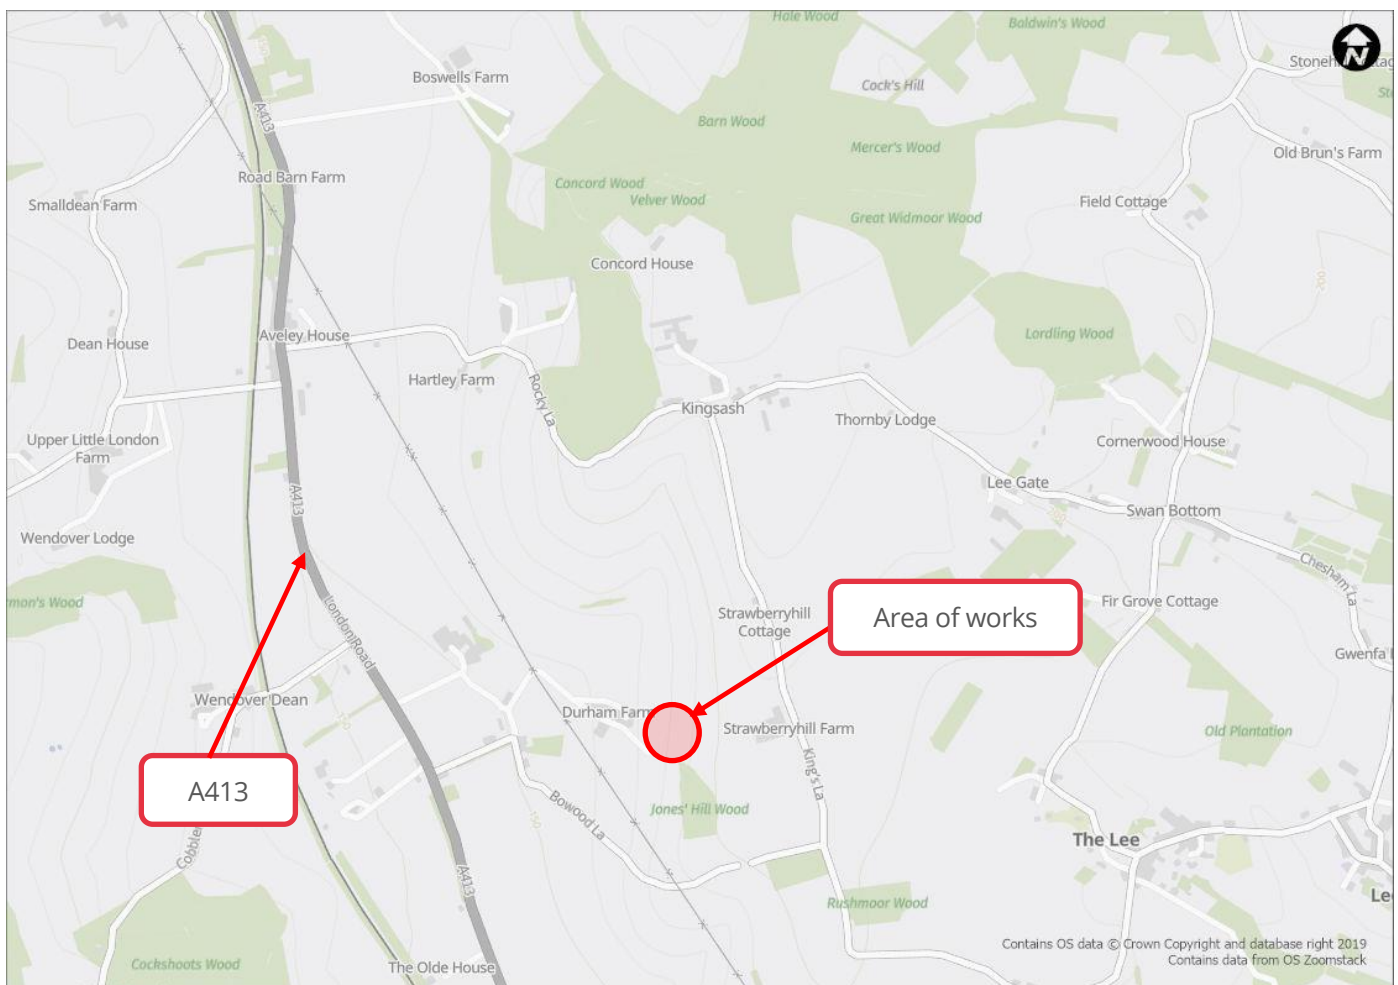 Hale Wood
Baldwin's Wood
N
Boswells Farm
Cock's Hill
A413
Barn Wood
Mercer's Wood
Old Brun's Farm
Road Barn Farm
Concord Wood
Velver Wood
Smalldean Farm
Field Cottage
Great Widmoor Wood
Concord House
200
Aveley House
Dean House
Lordling Wood
Hartley Farm
Rocky La
Kingsash
Thornby Lodge
Upper Little London
Farm
Cornerwood House
A413
Lee Gate
Swan Bottom
Wendover Lodge
Chesham La
Fir Grove Cottage
Strawberryhill
Cottage
Area of works
London Road
Gwenfa
Wendover Dean
150
Durham Farm
Strawberryhill Farm
Old Plantation
King's La
A413
Jones' Hill Wood
Bowood La
150
The Lee
A413
Rushmoor Wood
Cockshoots Wood
The Olde House
Contains OS data © Crown Copyright and database right 2019
Contains data from OS Zoomstack